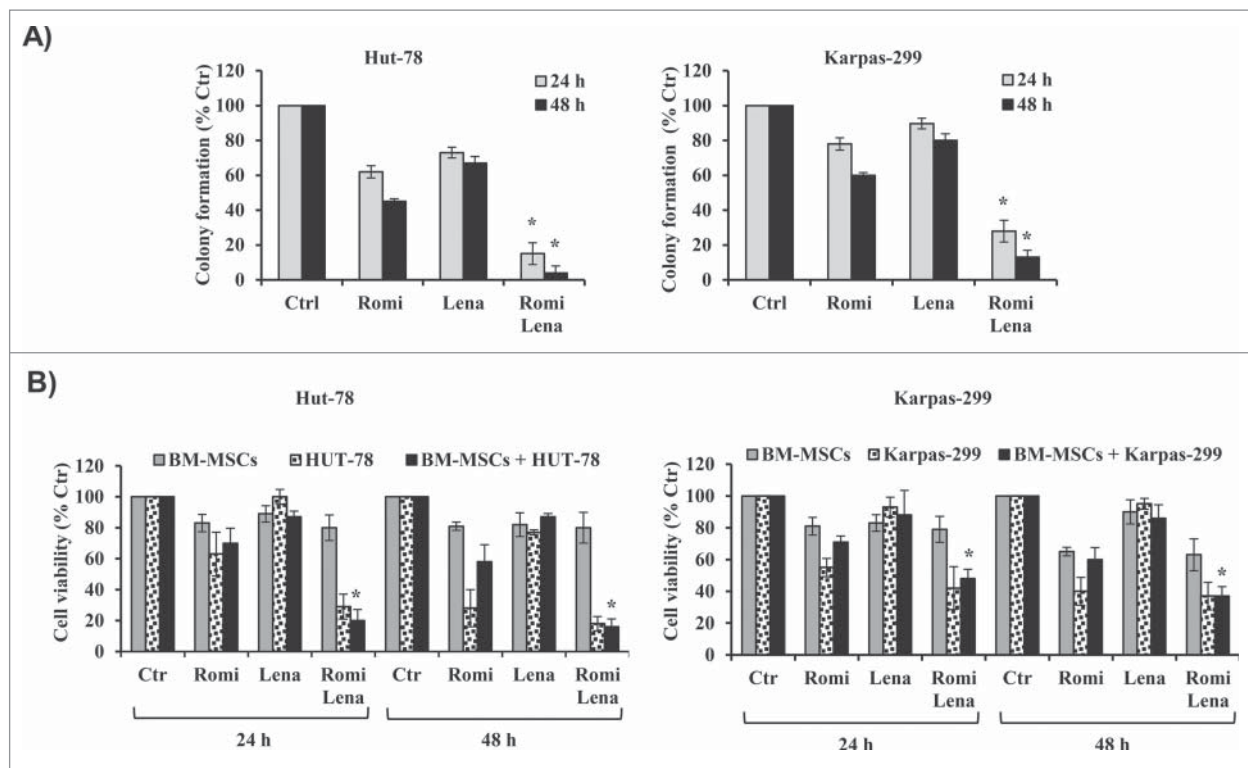 A)
Hut-78
Colony formation (% Ctr)
120
100
80
60
40
20
0
24 h
48 h
*
*
Ctrl Romi Lena Romi
Lena
Karpas-299
Colony formation (% Ctr)
120
100
80
60
40
20
0
24 h
48 h
*
*
Ctrl Romi Lena Romi
Lena
B)
Hut-78
BM-MSCs HUT-78 BM-MSCs + HUT-78
Cell viability (% Ctr)
120
100
80
60
40
20
0
*
*
Ctr Romi Lena Romi Ctr Romi Lena Romi
Lena Lena
24 h 48 h
Karpas-299
BM-MSCs Karpas-299 BM-MSCs + Karpas-299
Cell viability (% Ctr)
120
100
80
60
40
20
0
*
*
Ctr Romi Lena Romi Ctr Romi Lena Romi
Lena Lena
24 h 48 h